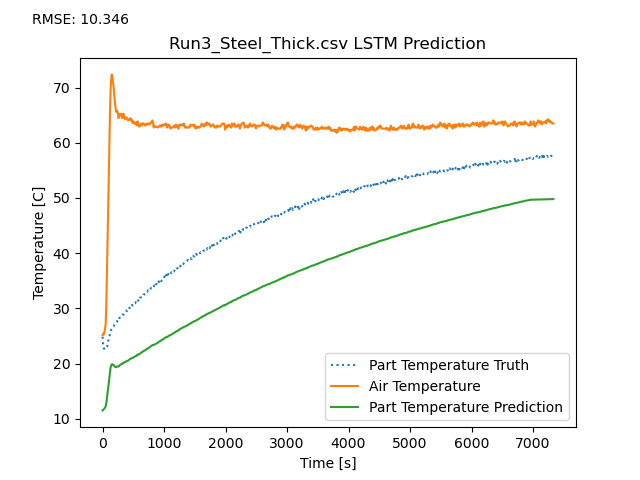 RMSE: 10.346
Run3_Steel_Thick.csv LSTM Prediction
Temperature [C]
70
60
50
40
30
20
10
Part Temperature Truth
Air Temperature
Part Temperature Prediction
0 1000 2000 3000 4000 5000 6000 7000
Time [s]